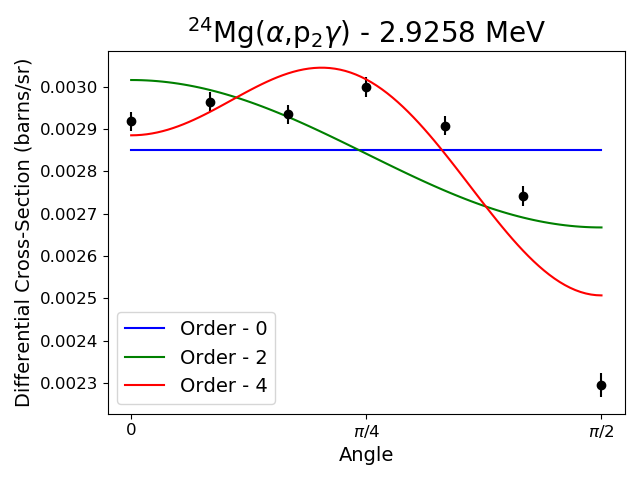 ²⁴Mg(α,p₂γ) - 2.9258 MeV
Differential Cross-Section (barns/sr)
0.0030
0.0029
0.0028
0.0027
0.0026
0.0025
0.0024
0.0023
Order - 0
Order - 2
Order - 4
0
π/4
π/2
Angle